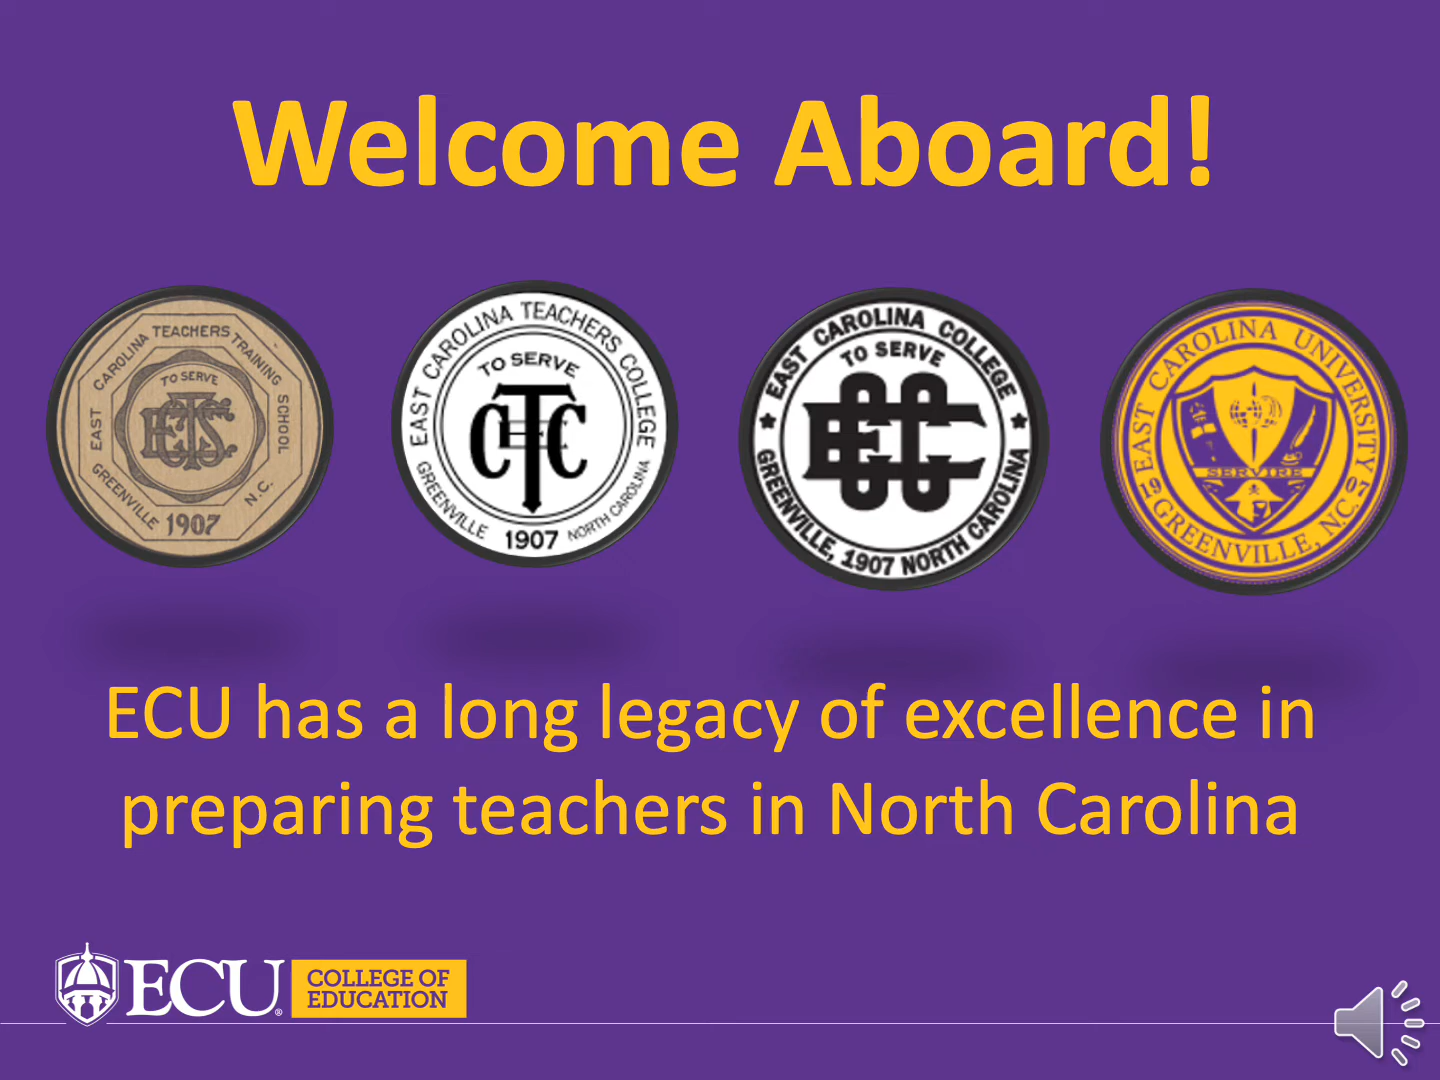 Welcome Aboard!
EAST CAROLINA TEACHERS TRAINING SCHOOL
TO SERVE
ECTTS
GREENVILLE 1907 N.C.
EAST CAROLINA TEACHERS COLLEGE
TO SERVE
ECTC
GREENVILLE 1907 NORTH CAROLINA
EAST CAROLINA COLLEGE
TO SERVE
ECC
GREENVILLE, 1907 NORTH CAROLINA
EAST CAROLINA UNIVERSITY
SERVIRE
1907
GREENVILLE, N.C.
ECU has a long legacy of excellence in
preparing teachers in North Carolina
ECU®
COLLEGE OF
EDUCATION